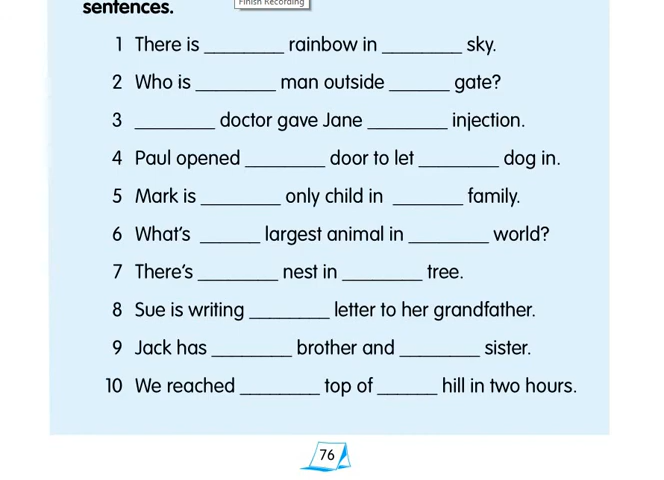 sentences.
Finish Recording
1 There is ________ rainbow in ________ sky.
2 Who is ________ man outside ______ gate?
3 ________ doctor gave Jane ________ injection.
4 Paul opened ________ door to let ________ dog in.
5 Mark is ________ only child in _______ family.
6 What's ______ largest animal in ________ world?
7 There's ________ nest in ________ tree.
8 Sue is writing ________ letter to her grandfather.
9 Jack has ________ brother and ________ sister.
10 We reached ________ top of ______ hill in two hours.
76